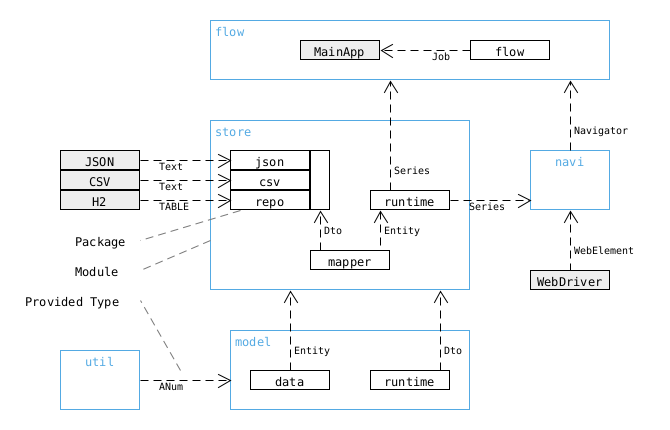 flow
MainApp
flow
Job
Navigator
store
JSON
json
Text
navi
CSV
csv
Text
Series
H2
repo
TABLE
runtime
Series
Dto
Entity
Package
WebElement
mapper
Module
WebDriver
Provided Type
model
util
Entity
Dto
data
runtime
ANum